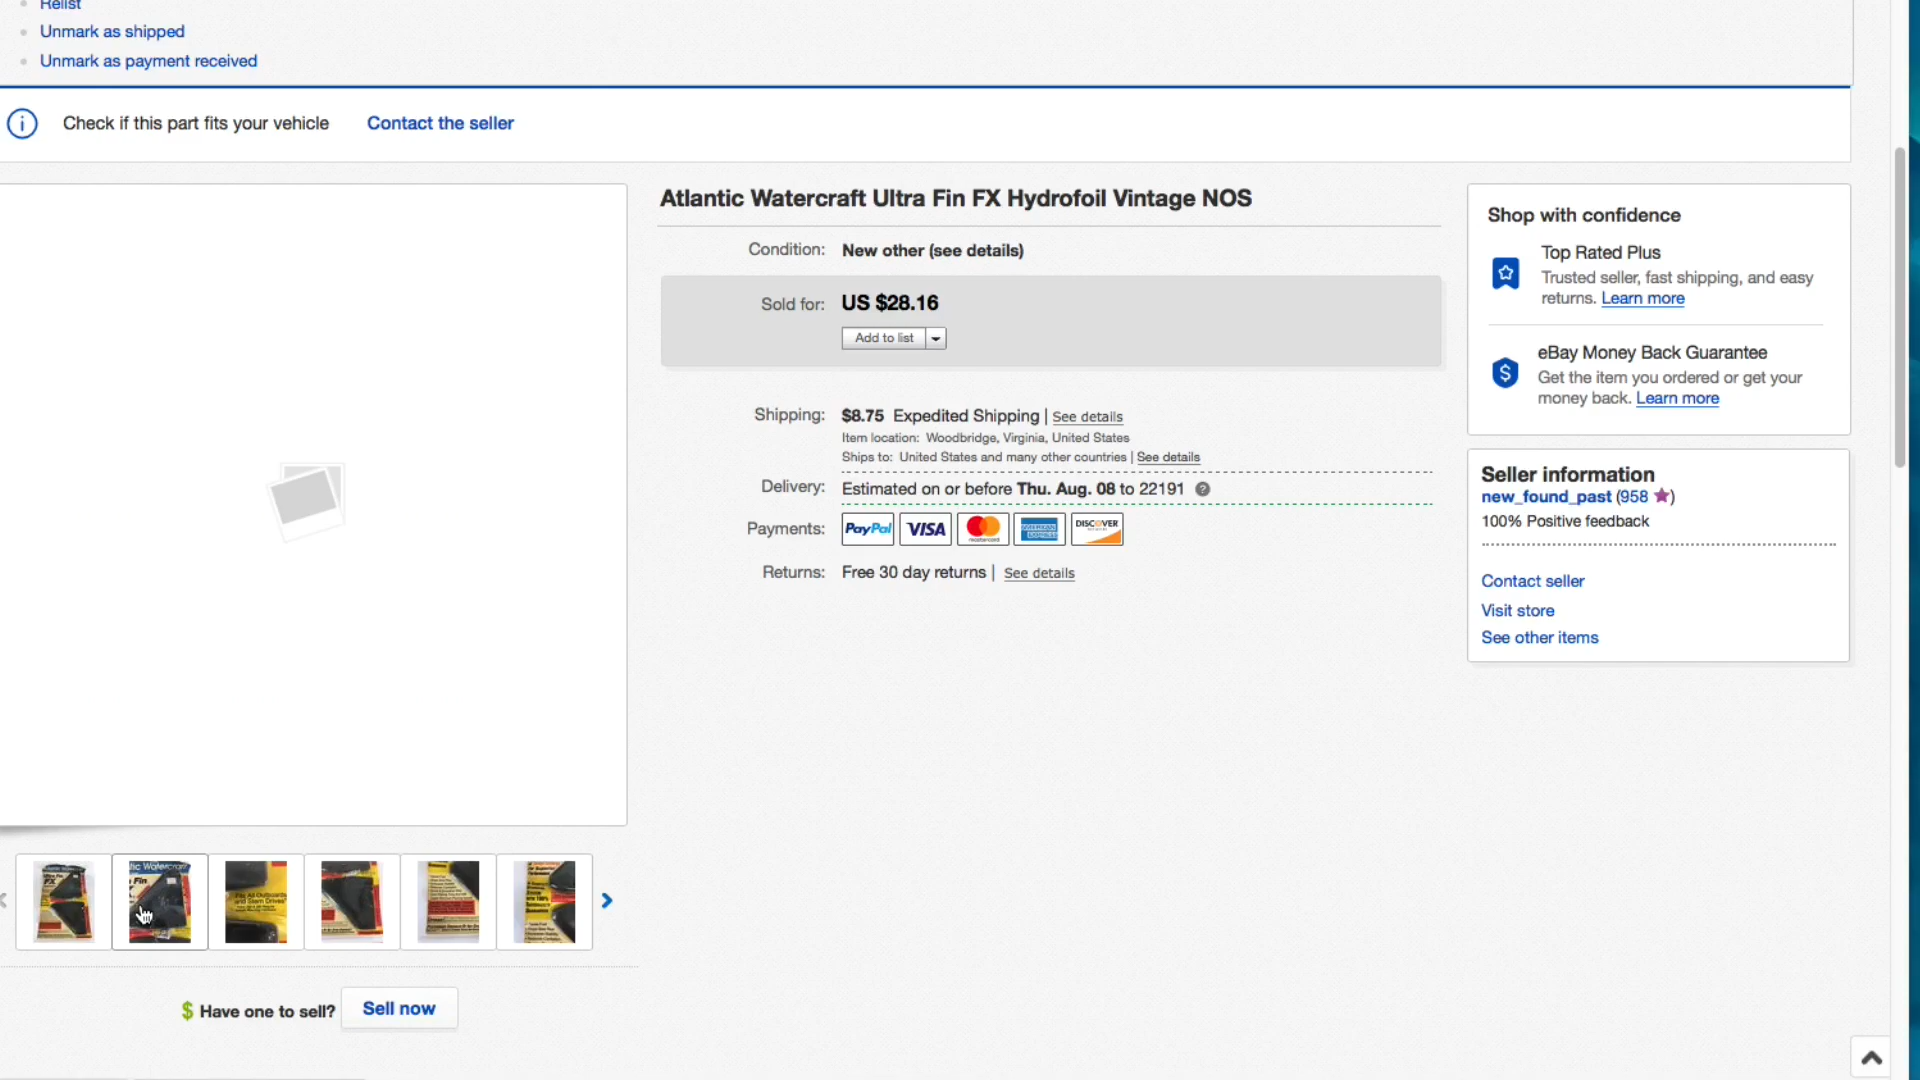 Relist
Unmark as shipped
Unmark as payment received
Check if this part fits your vehicle
Contact the seller
Atlantic Watercraft Ultra Fin FX Hydrofoil Vintage NOS
Condition: New other (see details)
Sold for: US $28.16
Add to list
Shipping: $8.75 Expedited Shipping | See details
Item location: Woodbridge, Virginia, United States
Ships to: United States and many other countries | See details
Delivery: Estimated on or before Thu. Aug. 08 to 22191
Payments: PayPal VISA mastercard AMERICAN EXPRESS DISCOVER
Returns: Free 30 day returns | See details
Shop with confidence
Top Rated Plus
Trusted seller, fast shipping, and easy
returns. Learn more
eBay Money Back Guarantee
Get the item you ordered or get your
money back. Learn more
Seller information
new_found_past (958)
100% Positive feedback
Contact seller
Visit store
See other items
$ Have one to sell? Sell now